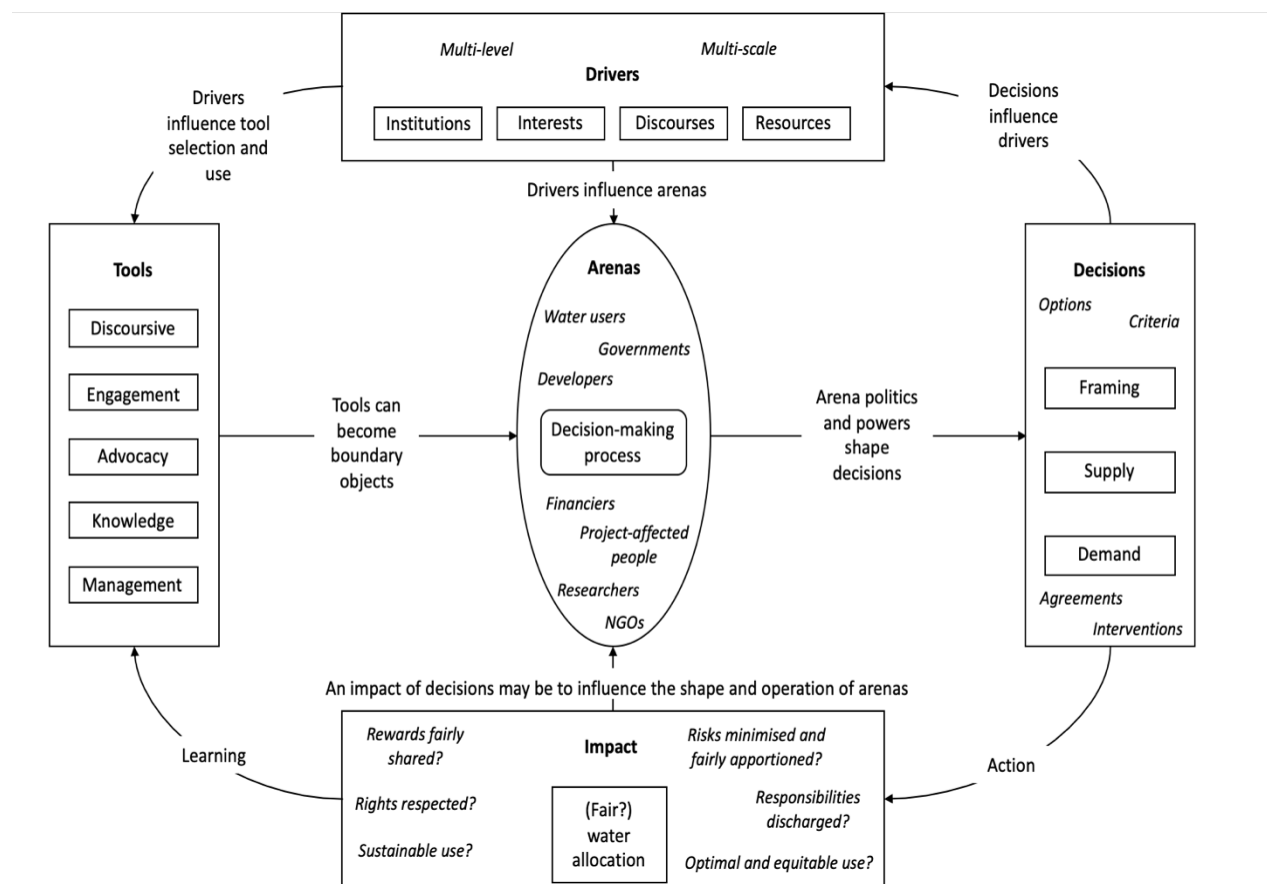 Multi-level
Multi-scale
Drivers
Institutions
Interests
Discourses
Resources
Drivers
influence tool
selection and
use
Decisions
influence
drivers
Drivers influence arenas
Tools
Discoursive
Engagement
Advocacy
Knowledge
Management
Tools can
become
boundary
objects
Arenas
Water users
Governments
Developers
Decision-making
process
Financiers
Project-affected
people
Researchers
NGOs
Arena politics
and powers
shape
decisions
Decisions
Options
Criteria
Framing
Supply
Demand
Agreements
Interventions
An impact of decisions may be to influence the shape and operation of arenas
Learning
Rewards fairly
shared?
Rights respected?
Sustainable use?
Impact
(Fair?)
water
allocation
Risks minimised and
fairly apportioned?
Responsibilities
discharged?
Optimal and equitable use?
Action